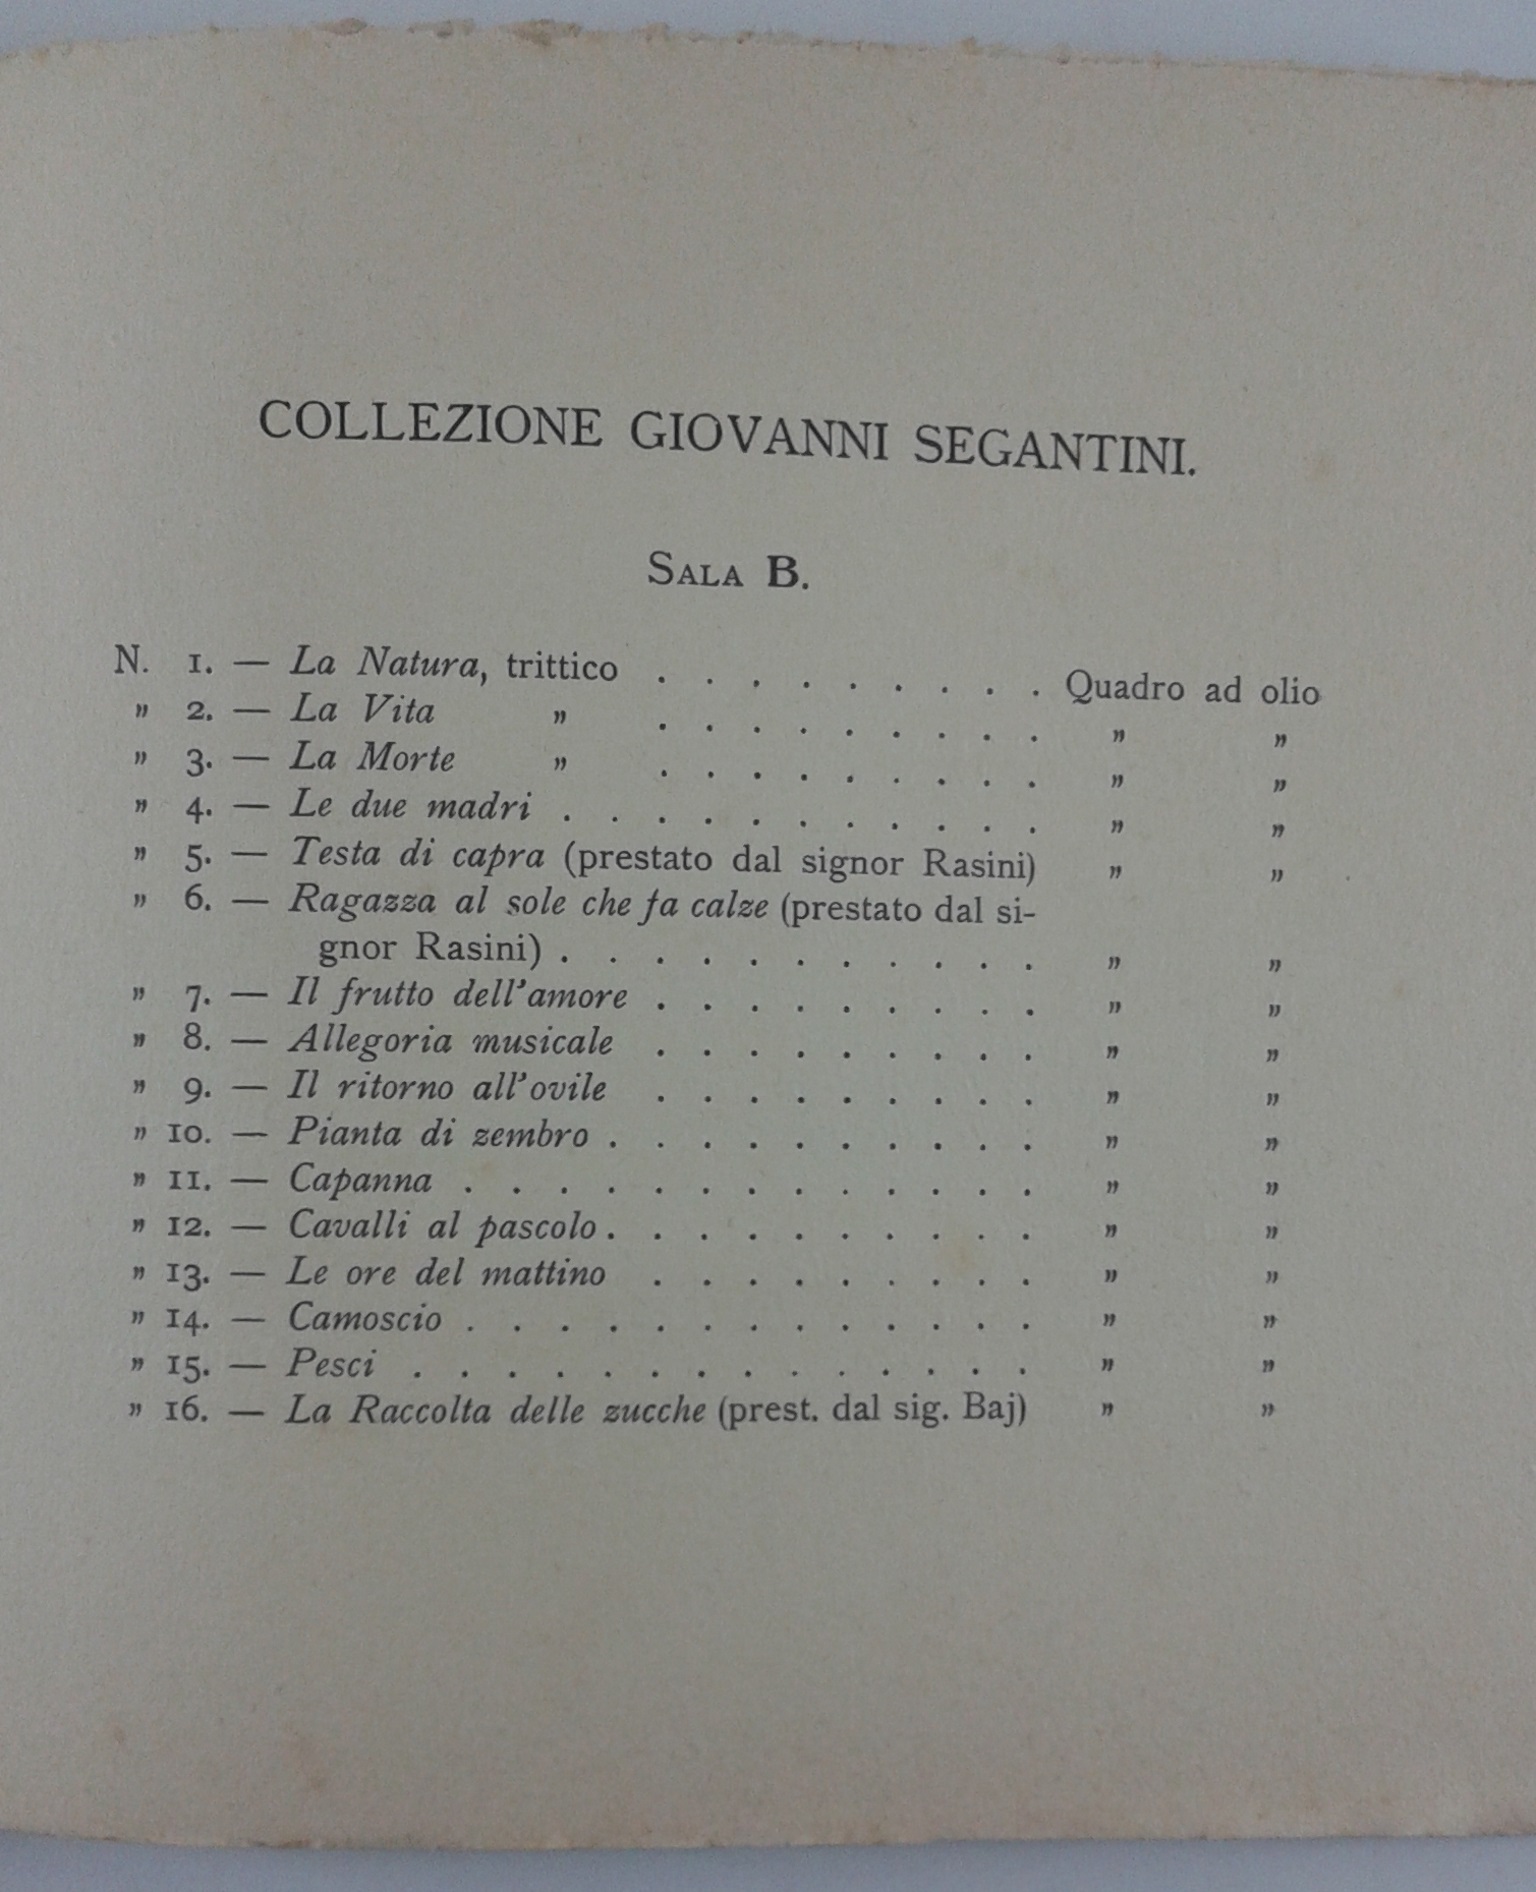 COLLEZIONE GIOVANNI SEGANTINI.
SALA B.
N. 1. — La Natura, trittico . . . . . . . . . Quadro ad olio
„ 2. — La Vita „ . . . . . . . . . „ „
„ 3. — La Morte „ . . . . . . . . . „ „
„ 4. — Le due madri . . . . . . . . . . . „ „
„ 5. — Testa di capra (prestato dal signor Rasini) „ „
„ 6. — Ragazza al sole che fa calze (prestato dal si-
gnor Rasini) . . . . . . . . . . . „ „
„ 7. — Il frutto dell'amore . . . . . . . . . „ „
„ 8. — Allegoria musicale . . . . . . . . . „ „
„ 9. — Il ritorno all'ovile . . . . . . . . . „ „
„ 10. — Pianta di zembro . . . . . . . . . . „ „
„ 11. — Capanna . . . . . . . . . . . . . „ „
„ 12. — Cavalli al pascolo . . . . . . . . . . „ „
„ 13. — Le ore del mattino . . . . . . . . . „ „
„ 14. — Camoscio . . . . . . . . . . . . . „ „
„ 15. — Pesci . . . . . . . . . . . . . . „ „
„ 16. — La Raccolta delle zucche (prest. dal sig. Baj) „ „